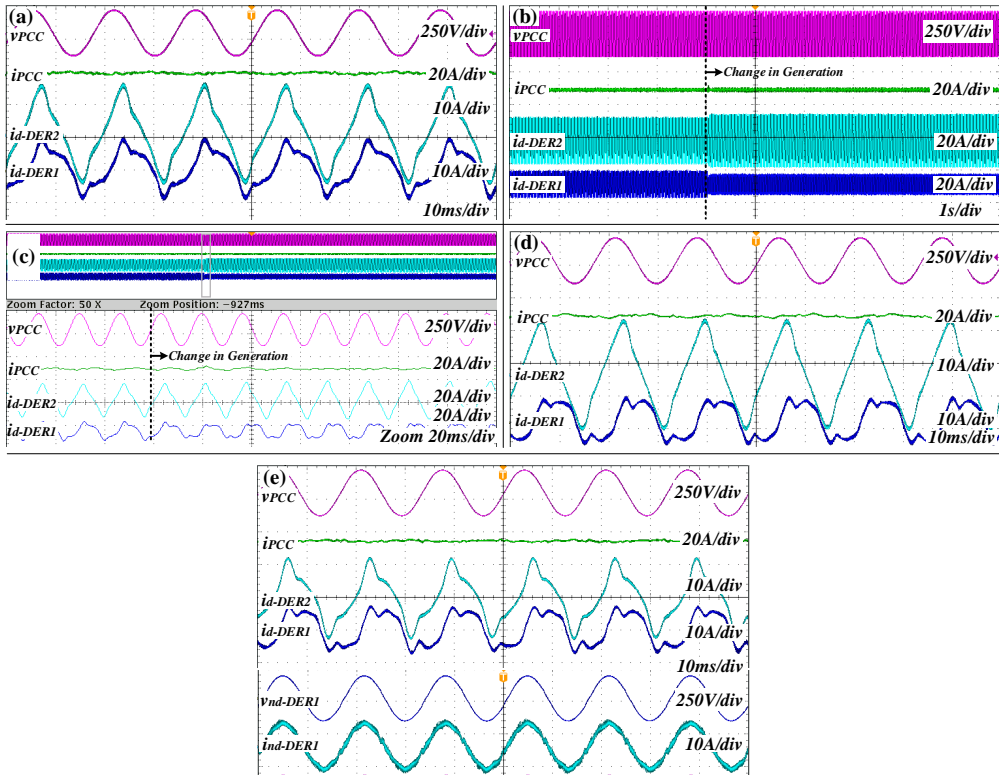 (a)
T
vPCC
250V/div
iPCC
20A/div
10A/div
id-DER2
id-DER1
10A/div
10ms/div
(b)
vPCC
250V/div
Change in Generation
iPCC
20A/div
id-DER2
20A/div
id-DER1
20A/div
1s/div
(c)
Zoom Factor: 50 X Zoom Position: -927ms
vPCC
250V/div
Change in Generation
iPCC
20A/div
id-DER2
20A/div
20A/div
id-DER1
Zoom 20ms/div
(d)
T
vPCC
250V/div
iPCC
20A/div
id-DER2
10A/div
id-DER1
10A/div
10ms/div
(e)
T
vPCC
250V/div
iPCC
20A/div
10A/div
id-DER2
id-DER1
10A/div
10ms/div
T
vnd-DER1
250V/div
ind-DER1
10A/div